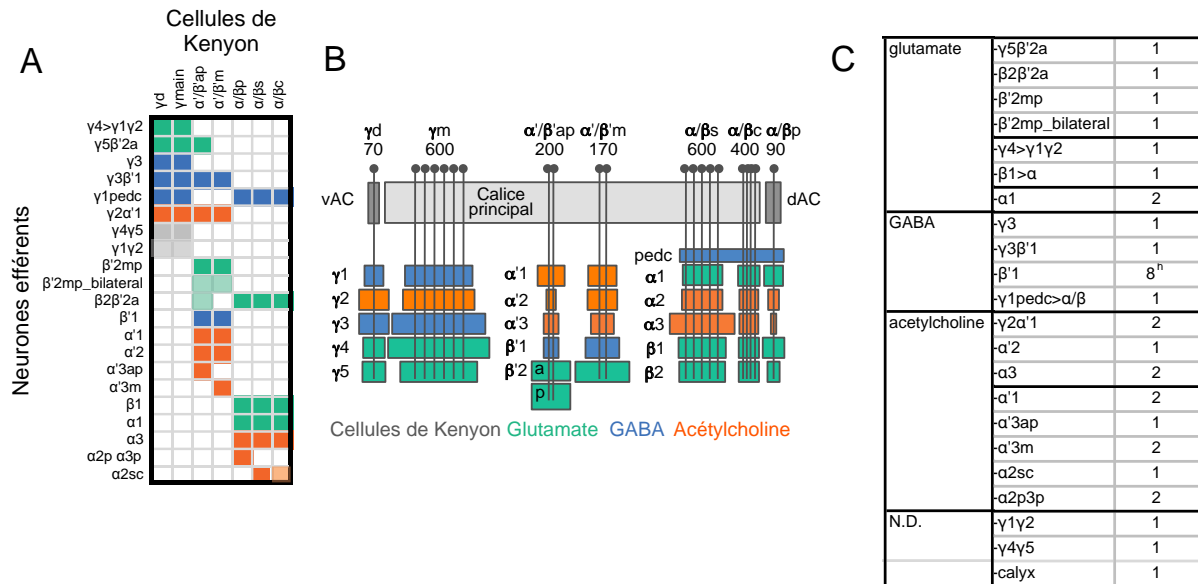 A
Cellules de
Kenyon
γd
γmain
α'/β'ap
α'/β'm
α/βp
α/βs
α/βc
Neurones efférents
γ4>γ1γ2
γ5β'2a
γ3
γ3β'1
γ1pedc
γ2α'1
γ4γ5
γ1γ2
β'2mp
β'2mp_bilateral
β2β'2a
β'1
α'1
α'2
α'3ap
α'3m
β1
α1
α3
α2p α3p
α2sc
B
γd γm α'/β'ap α'/β'm α/βs α/βc α/βp
70 600 200 170 600 400 90
vAC Calice principal dAC
pedc
γ1 α'1 α1
γ2 α'2 α2
γ3 α'3 α3
γ4 β'1 β1
γ5 β'2 a β2
p
Cellules de Kenyon Glutamate GABA Acétylcholine
C
glutamate -γ5β'2a 1
-β2β'2a 1
-β'2mp 1
-β'2mp_bilateral 1
-γ4>γ1γ2 1
-β1>α 1
-α1 2
GABA -γ3 1
-γ3β'1 1
-β'1 8h
-γ1pedc>α/β 1
acetylcholine -γ2α'1 2
-α'2 1
-α3 2
-α'1 2
-α'3ap 1
-α'3m 2
-α2sc 1
-α2p3p 2
N.D. -γ1γ2 1
-γ4γ5 1
-calyx 1